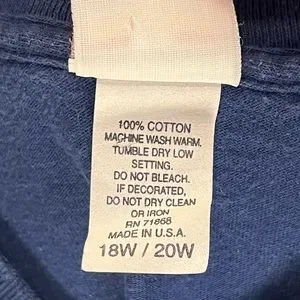 100% COTTON
MACHINE WASH WARM.
TUMBLE DRY LOW
SETTING.
DO NOT BLEACH.
IF DECORATED,
DO NOT DRY CLEAN
OR IRON
RN 71868
MADE IN U.S.A.
18W / 20W